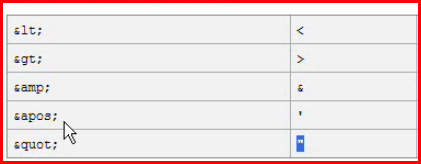 &lt; <
&gt; >
&amp; &
&apos; '
&quot; "